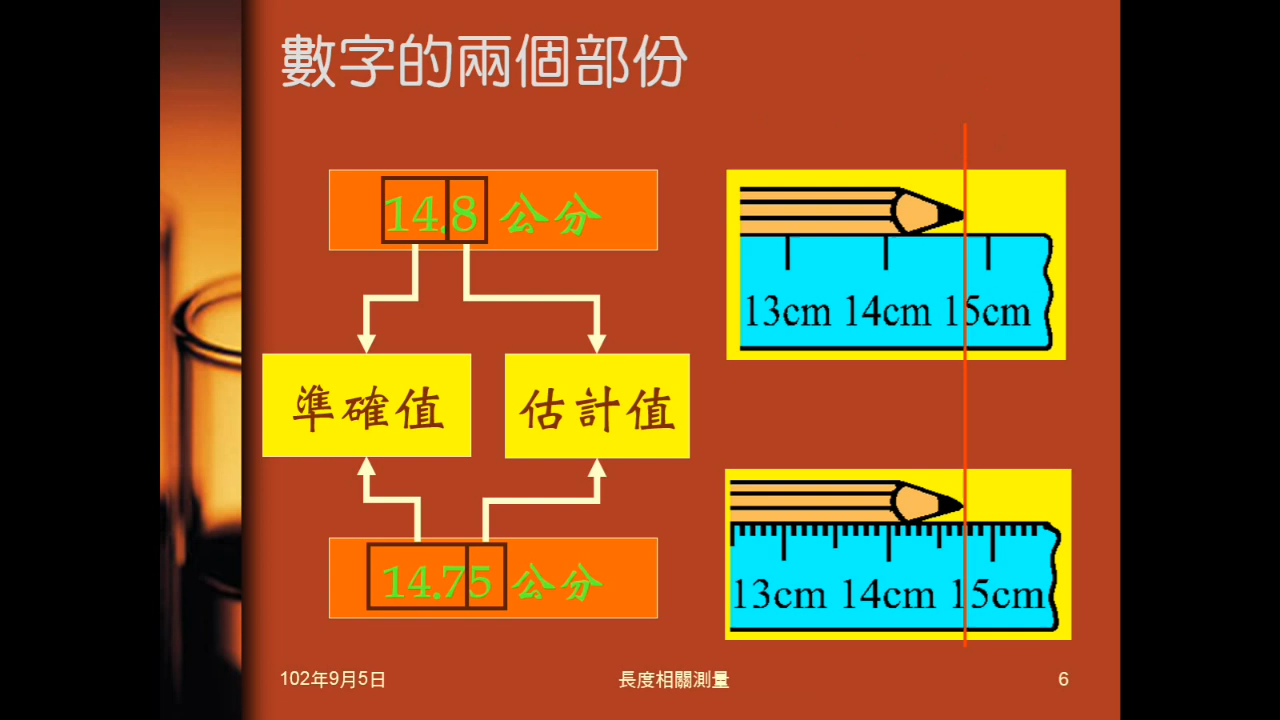 數字的兩個部份
14.8 公分
13cm 14cm 15cm
準確值
估計值
14.75 公分
13cm 14cm 15cm
102年9月5日
長度相關測量
6